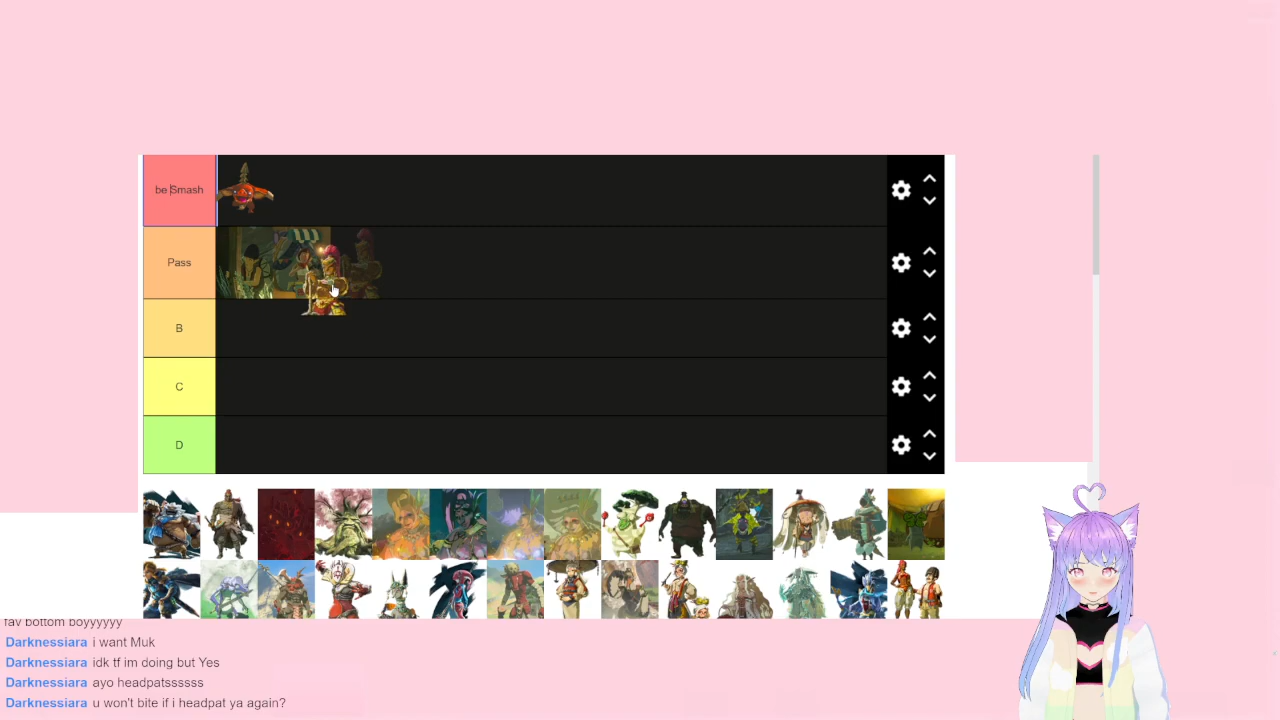 be Smash
Pass
B
C
D
fav bottom boyyyyyy
Darknessiara i want Muk
Darknessiara idk tf im doing but Yes
Darknessiara ayo headpatssssss
Darknessiara u won't bite if i headpat ya again?